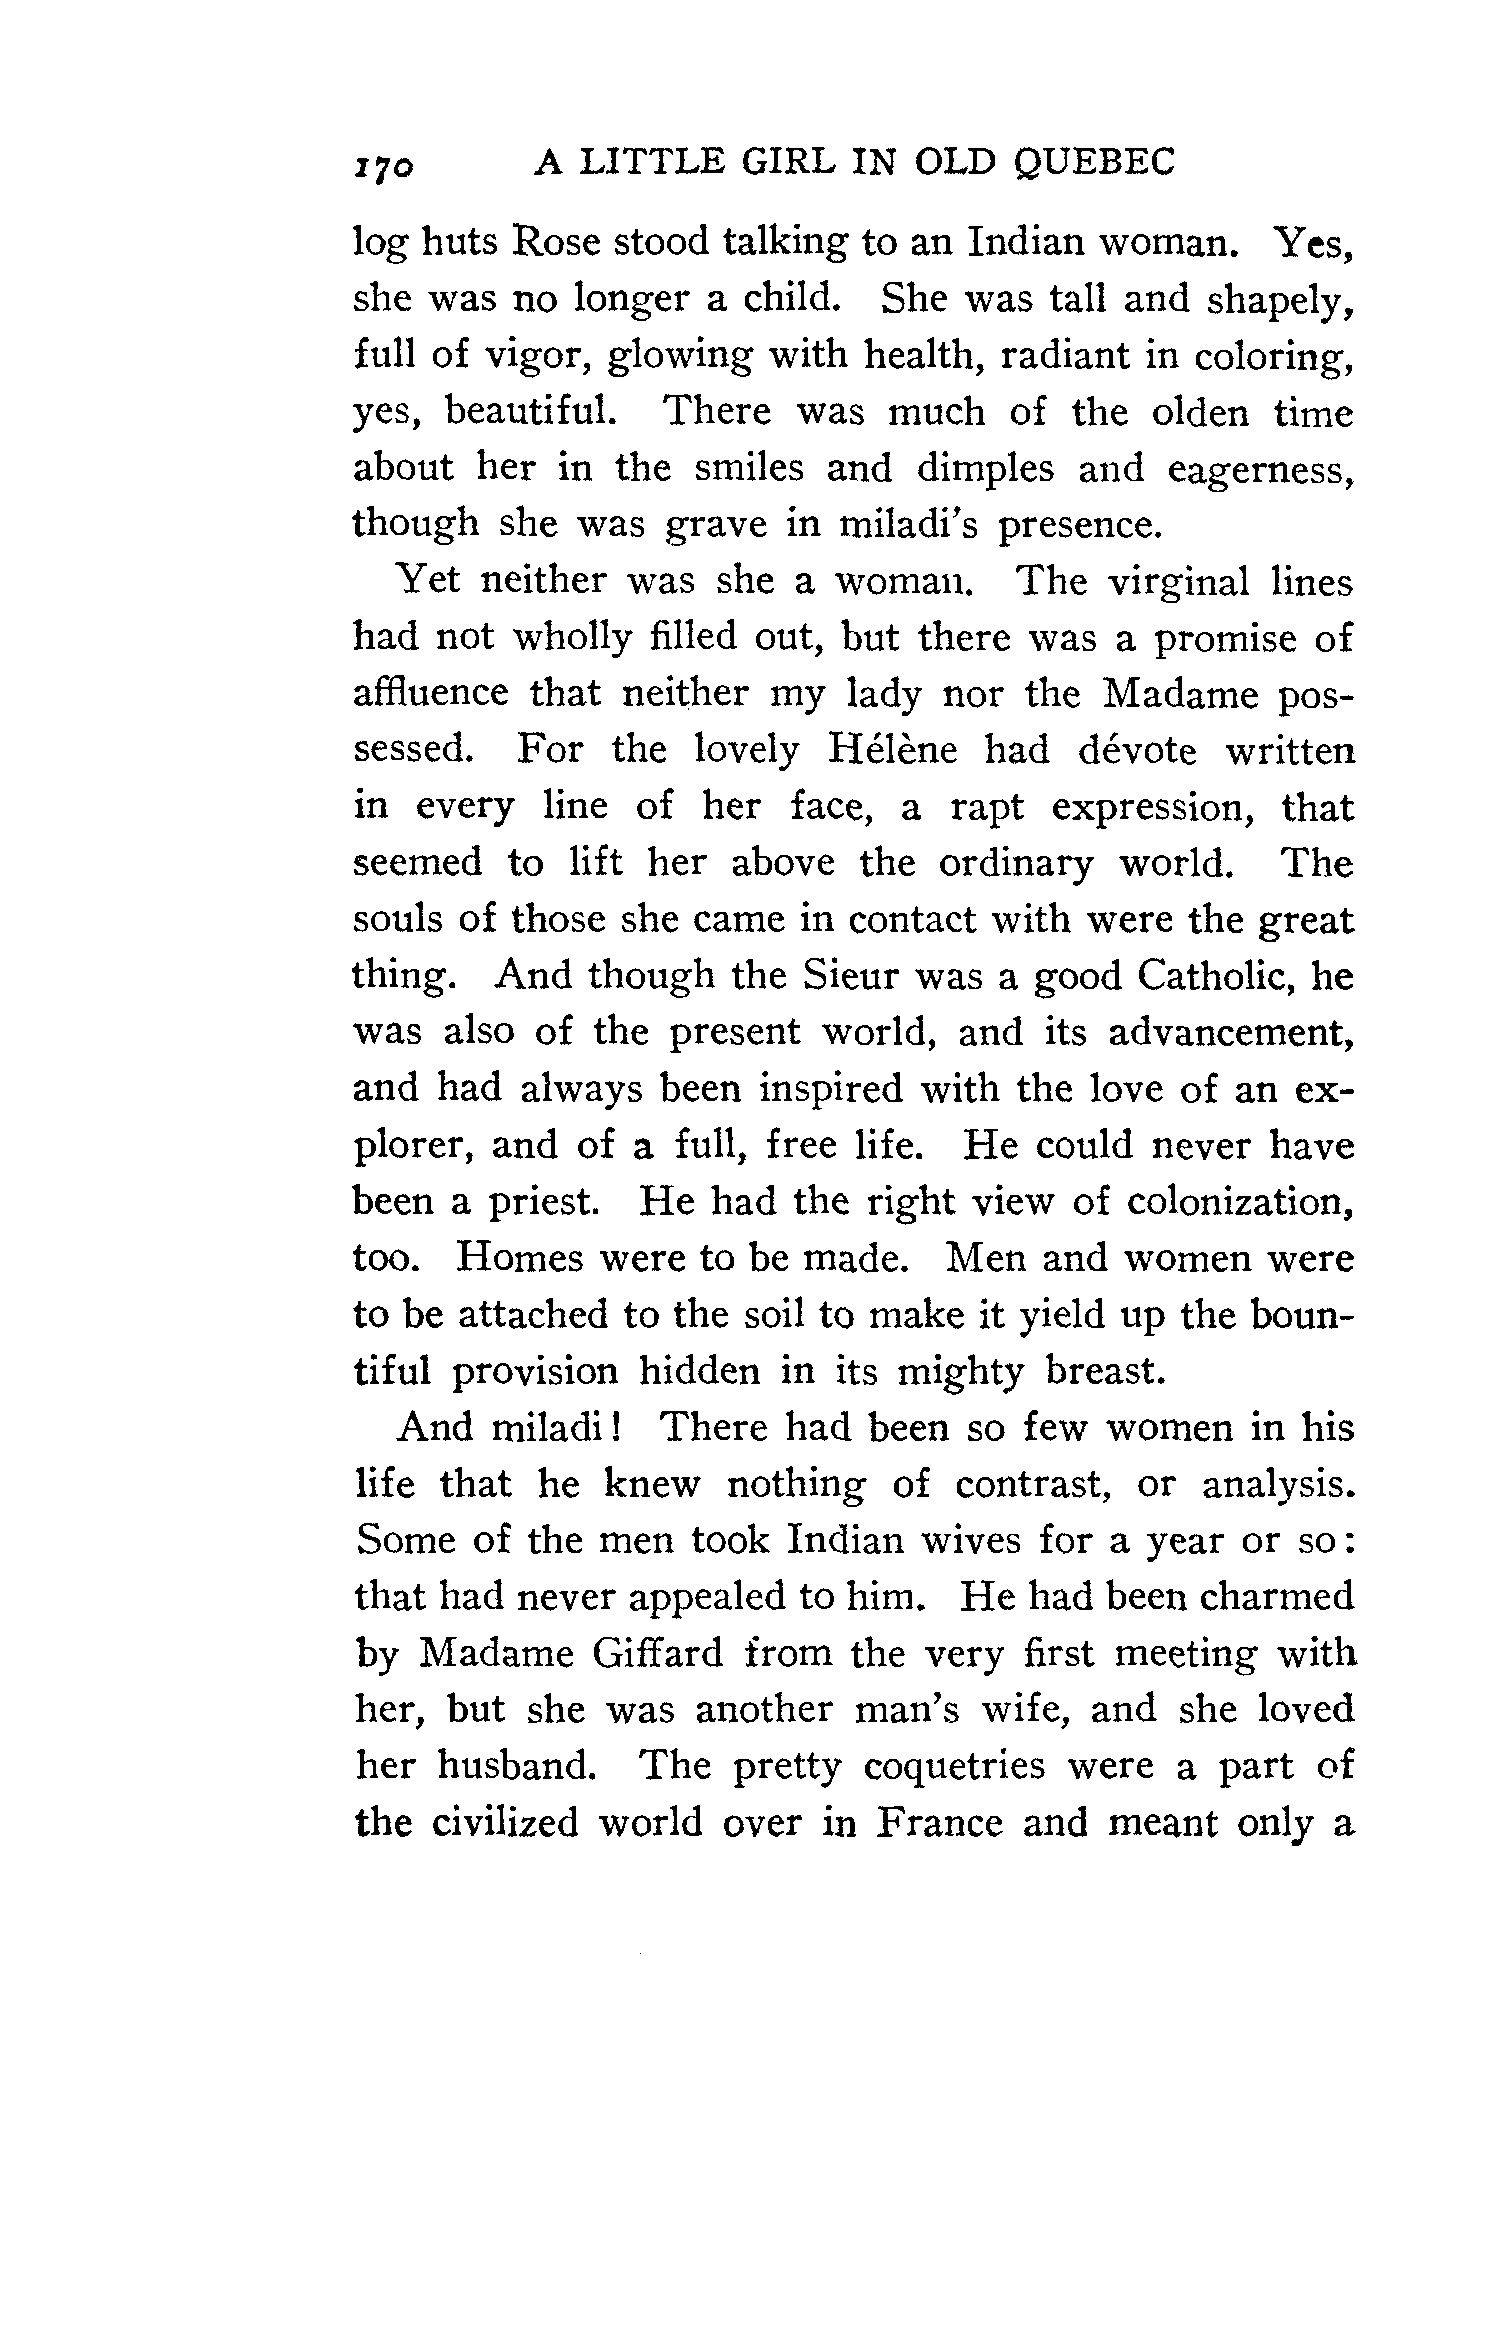 170 A LITTLE GIRL IN OLD QUEBEC
log huts Rose stood talking to an Indian woman. Yes,
she was no longer a child. She was tall and shapely,
full of vigor, glowing with health, radiant in coloring,
yes, beautiful. There was much of the olden time
about her in the smiles and dimples and eagerness,
though she was grave in miladi's presence.
Yet neither was she a woman. The virginal lines
had not wholly filled out, but there was a promise of
affluence that neither my lady nor the Madame pos-
sessed. For the lovely Hélène had dévote written
in every line of her face, a rapt expression, that
seemed to lift her above the ordinary world. The
souls of those she came in contact with were the great
thing. And though the Sieur was a good Catholic, he
was also of the present world, and its advancement,
and had always been inspired with the love of an ex-
plorer, and of a full, free life. He could never have
been a priest. He had the right view of colonization,
too. Homes were to be made. Men and women were
to be attached to the soil to make it yield up the boun-
tiful provision hidden in its mighty breast.
And miladi! There had been so few women in his
life that he knew nothing of contrast, or analysis.
Some of the men took Indian wives for a year or so:
that had never appealed to him. He had been charmed
by Madame Giffard from the very first meeting with
her, but she was another man's wife, and she loved
her husband. The pretty coquetries were a part of
the civilized world over in France and meant only a